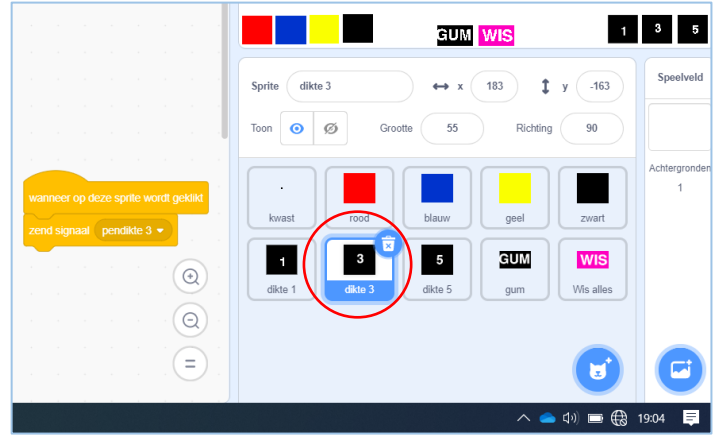 GUM WIS 1 3 5
Sprite dikte 3 x 183 y -163
Toon Grootte 55 Richting 90
Speelveld
Achtergronden
1
wanneer op deze sprite wordt geklikt
zend signaal pendikte 3
kwast rood blauw geel zwart
1 3 5 GUM WIS
dikte 1 dikte 3 dikte 5 gum Wis alles
19:04